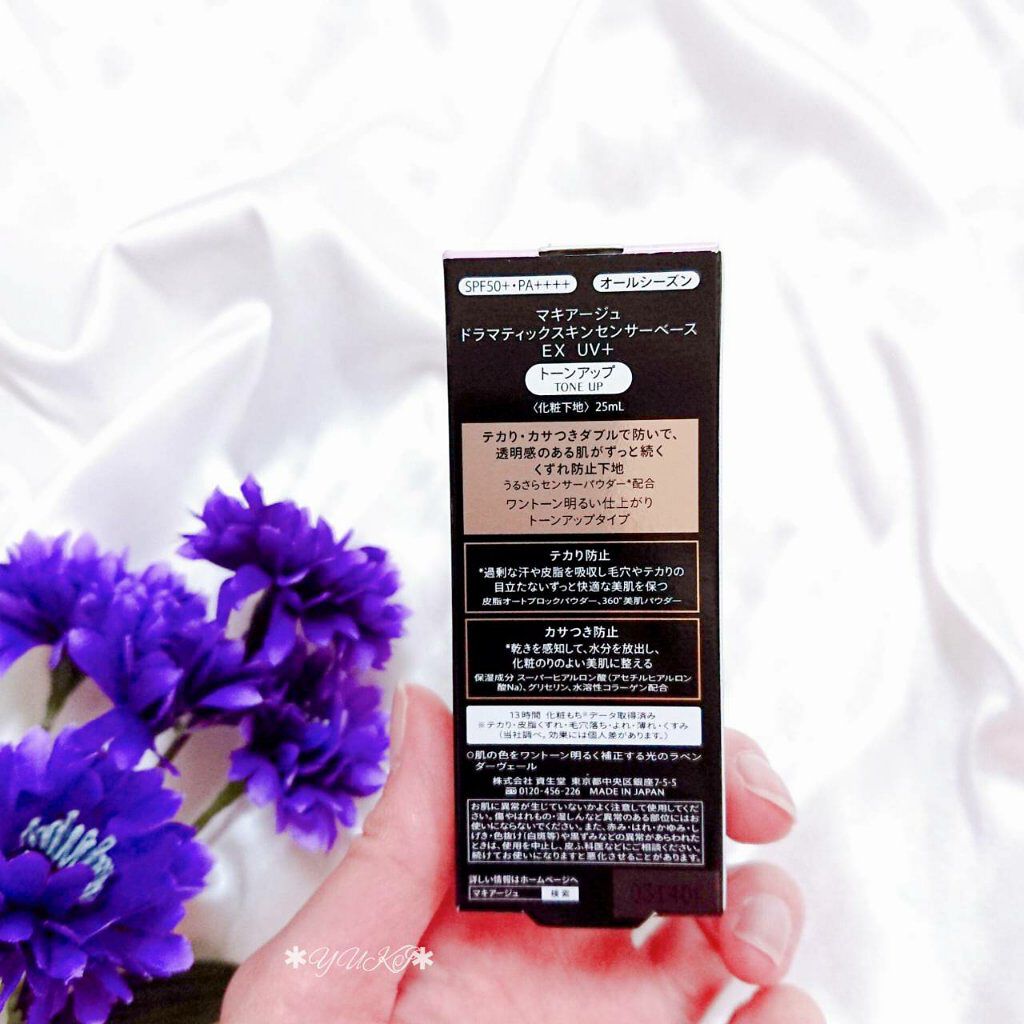 SPF50+・PA++++ オールシーズン
マキアージュ
ドラマティックスキンセンサーベース
EX UV+
トーンアップ
TONE UP
〈化粧下地〉25mL
テカリ・カサつきダブルで防いで、
透明感のある肌がずっと続く
くずれ防止下地
うるさらセンサーパウダー*配合
ワントーン明るい仕上がり
トーンアップタイプ
テカり防止
*過剰な汗や皮脂を吸収し毛穴やテカりの
目立たないずっと快適な美肌を保つ
皮脂オートブロックパウダー、360°美肌パウダー
カサつき防止
*乾きを感知して、水分を放出し、
化粧のりのよい美肌に整える
保湿成分 スーパーヒアルロン酸(アセチルヒアルロン
酸Na)、グリセリン、水溶性コラーゲン配合
13時間 化粧もち※データ取得済み
※テカリ・皮脂くずれ・毛穴落ち・よれ・薄れ・くすみ
(当社調べ。効果には個人差があります。)
○肌の色をワントーン明るく補正する光のラベン
ダーヴェール
株式会社 資生堂 東京都中央区銀座7-5-5
0120-456-226 MADE IN JAPAN
お肌に異常が生じていないかよく注意して使用してくだ
さい。傷やはれもの・湿しんなど異常のある部位にはお
使いにならないでください。また、赤み・はれ・かゆみ・し
げき・色抜け(白斑等)や黒ずみなどの異常があらわれた
ときは、使用を中止し、皮ふ科医などにご相談ください。
続けてお使いになりますと悪化させることがあります。
詳しい情報はホームページへ
マキアージュ 検索
*YUKI*